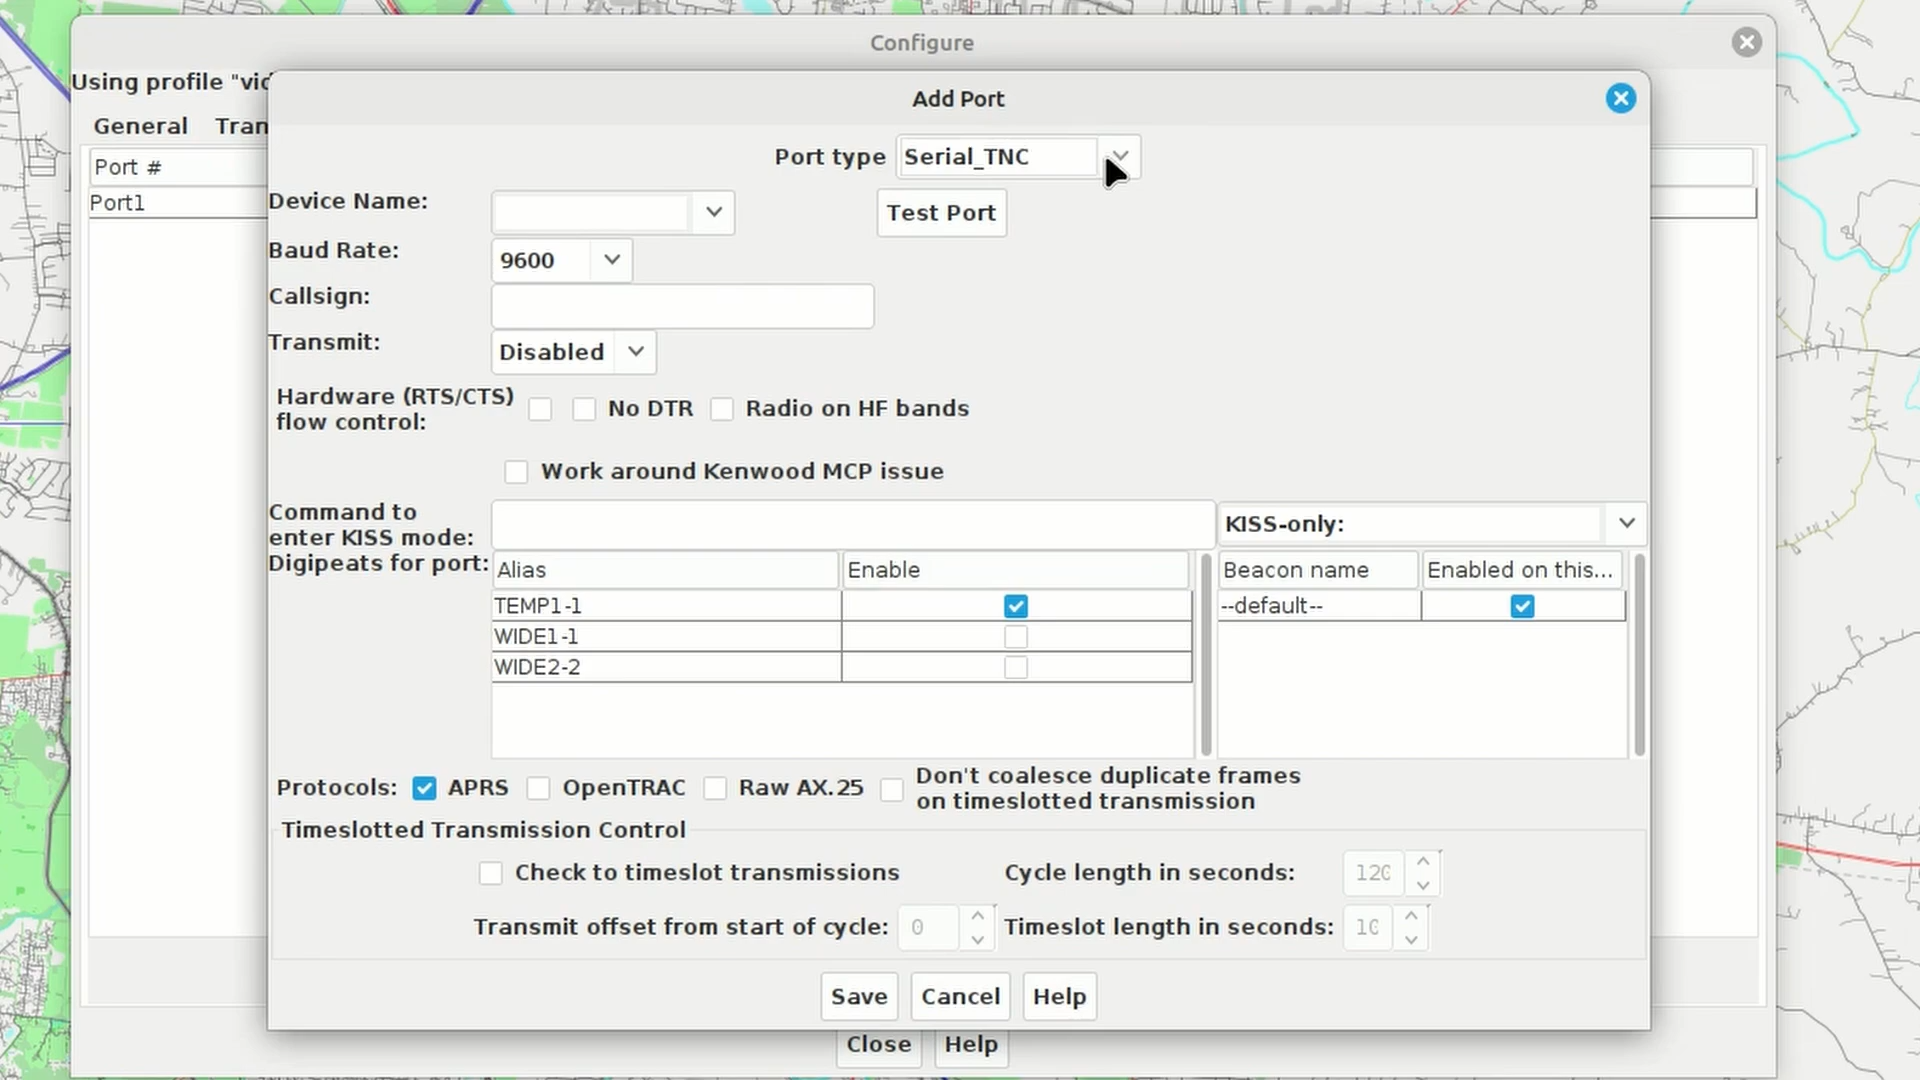 Configure
Using profile "vid
Add Port
General Tran
Port type Serial_TNC
Port #
Port1
Device Name: Test Port
Baud Rate: 9600
Callsign:
Transmit: Disabled
Hardware (RTS/CTS)
flow control: No DTR Radio on HF bands
Work around Kenwood MCP issue
Command to
enter KISS mode: KISS-only:
Digipeats for port: Alias Enable Beacon name Enabled on this...
TEMP1-1 --default--
WIDE1-1
WIDE2-2
Protocols: APRS OpenTRAC Raw AX.25 Don't coalesce duplicate frames
on timeslotted transmission
Timeslotted Transmission Control
Check to timeslot transmissions Cycle length in seconds: 120
Transmit offset from start of cycle: 0 Timeslot length in seconds: 10
Save Cancel Help
Close Help